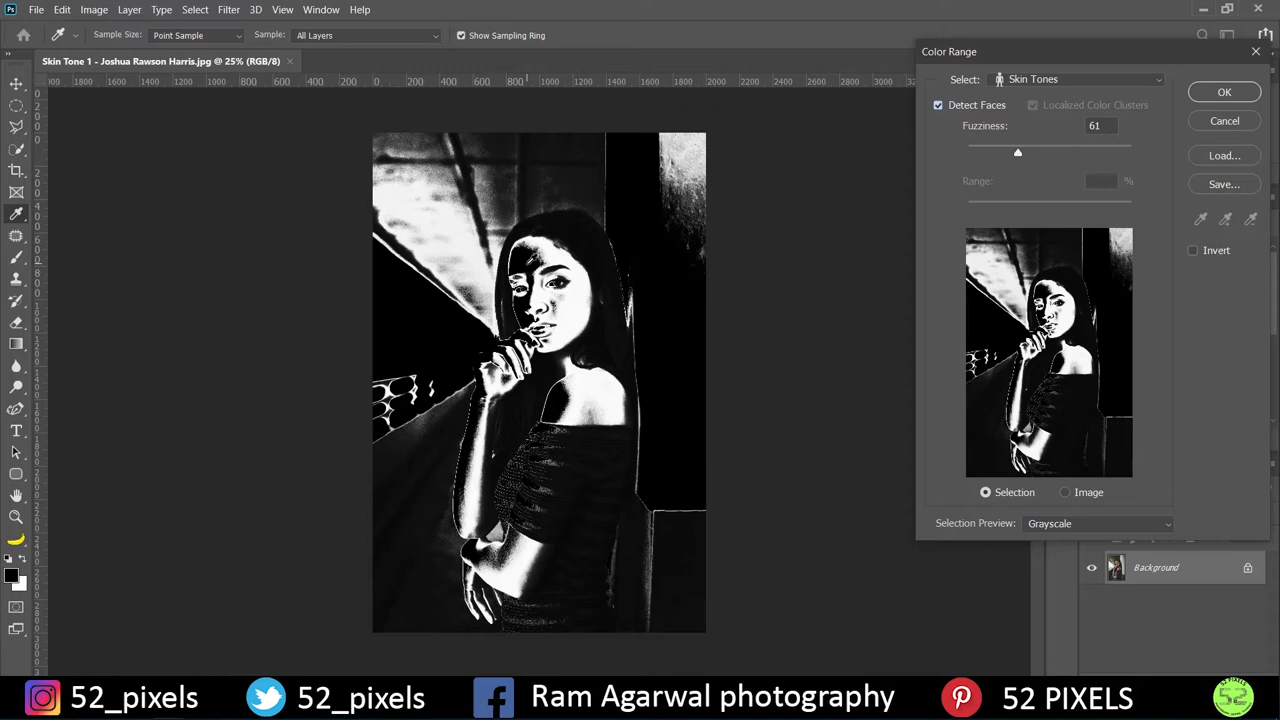 Ps File Edit Image Layer Type Select Filter 3D View Window Help
Sample Size: Point Sample Sample: All Layers Show Sampling Ring
Skin Tone 1 - Joshua Rawson Harris.jpg @ 25% (RGB/8) ×
Color Range
Select: Skin Tones
Detect Faces Localized Color Clusters
Fuzziness: 61
Range: %
OK
Cancel
Load...
Save...
Invert
Selection Image
Selection Preview: Grayscale
Background
52_pixels 52_pixels Ram Agarwal photography 52 PIXELS
52